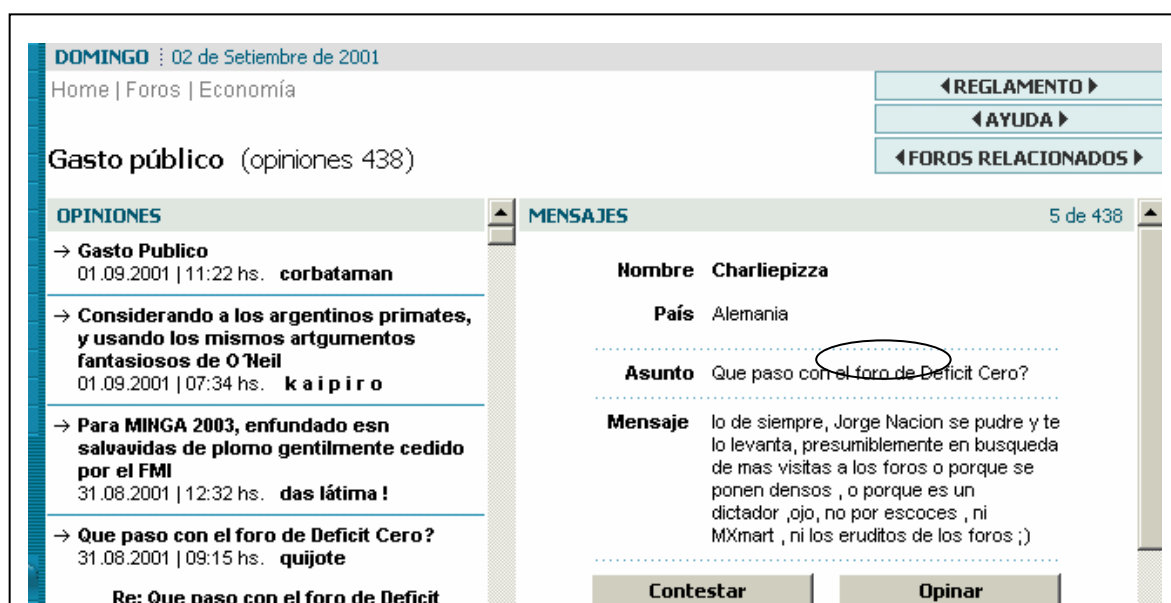 DOMINGO 02 de Setiembre de 2001
Home | Foros | Economía
REGLAMENTO
AYUDA
FOROS RELACIONADOS
Gasto público (opiniones 438)
OPINIONES
→ Gasto Publico
01.09.2001 | 11:22 hs. corbataman
→ Considerando a los argentinos primates,
y usando los mismos artgumentos
fantasiosos de O´Neil
01.09.2001 | 07:34 hs. k a i p i r o
→ Para MINGA 2003, enfundado esn
salvavidas de plomo gentilmente cedido
por el FMI
31.08.2001 | 12:32 hs. das látima !
→ Que paso con el foro de Deficit Cero?
31.08.2001 | 09:15 hs. quijote
Re: Que paso con el foro de Deficit
MENSAJES 5 de 438
Nombre Charliepizza
País Alemania
Asunto Que paso con el foro de Deficit Cero?
Mensaje lo de siempre, Jorge Nacion se pudre y te
lo levanta, presumiblemente en busqueda
de mas visitas a los foros o porque se
ponen densos , o porque es un
dictador ,ojo, no por escoces , ni
MXmart , ni los eruditos de los foros ;)
Contestar Opinar